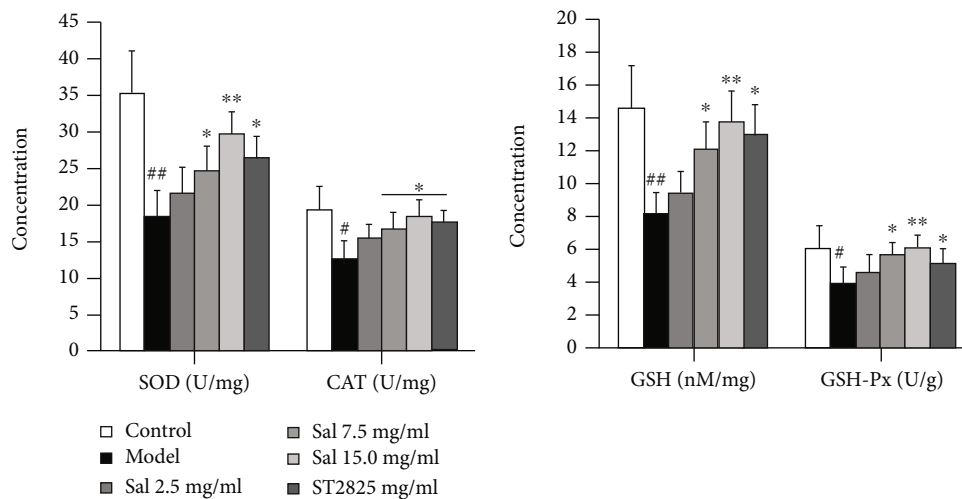 45
40
35
30
25
20
15
10
5
0
Concentration
##
*
**
*
#
*
SOD (U/mg)
CAT (U/mg)
20
18
16
14
12
10
8
6
4
2
0
Concentration
##
*
**
*
#
*
**
*
GSH (nM/mg)
GSH-Px (U/g)
Control
Model
Sal 2.5 mg/ml
Sal 7.5 mg/ml
Sal 15.0 mg/ml
ST2825 mg/ml